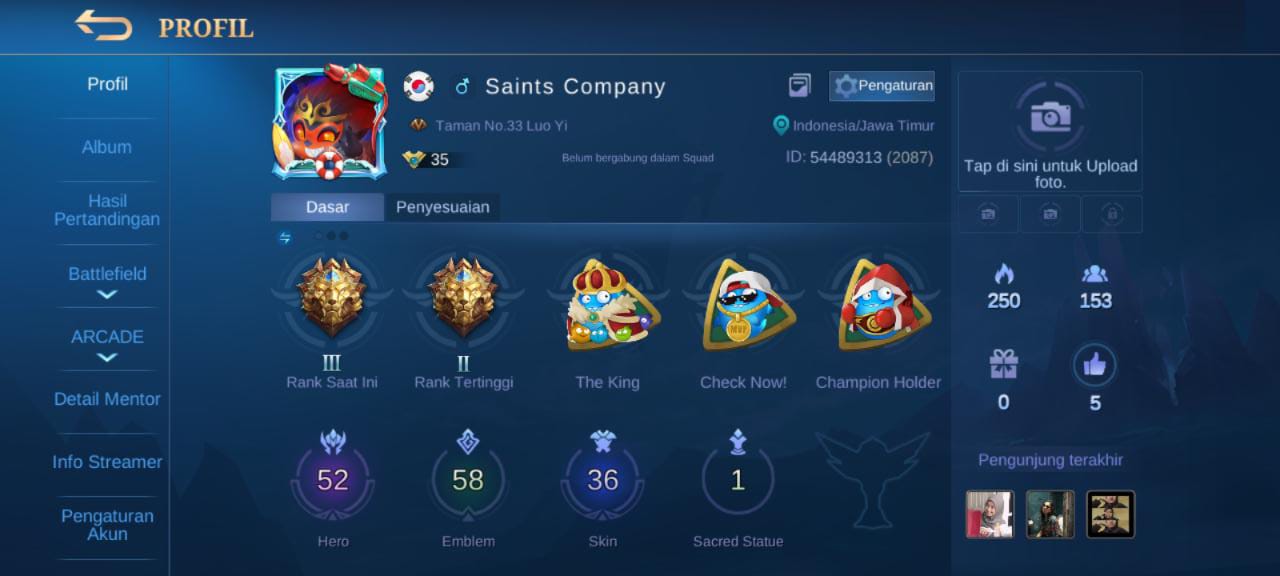 PROFIL
Profil
Album
Hasil
Pertandingan
Battlefield
ARCADE
Detail Mentor
Info Streamer
Pengaturan
Akun
Saints Company
Pengaturan
Taman No.33 Luo Yi
Indonesia/Jawa Timur
35
Belum bergabung dalam Squad
ID: 54489313 (2087)
Dasar
Penyesuaian
III
II
MVP
Rank Saat Ini
Rank Tertinggi
The King
Check Now!
Champion Holder
52
58
36
1
Hero
Emblem
Skin
Sacred Statue
Tap di sini untuk Upload
foto.
250
153
0
5
Pengunjung terakhir